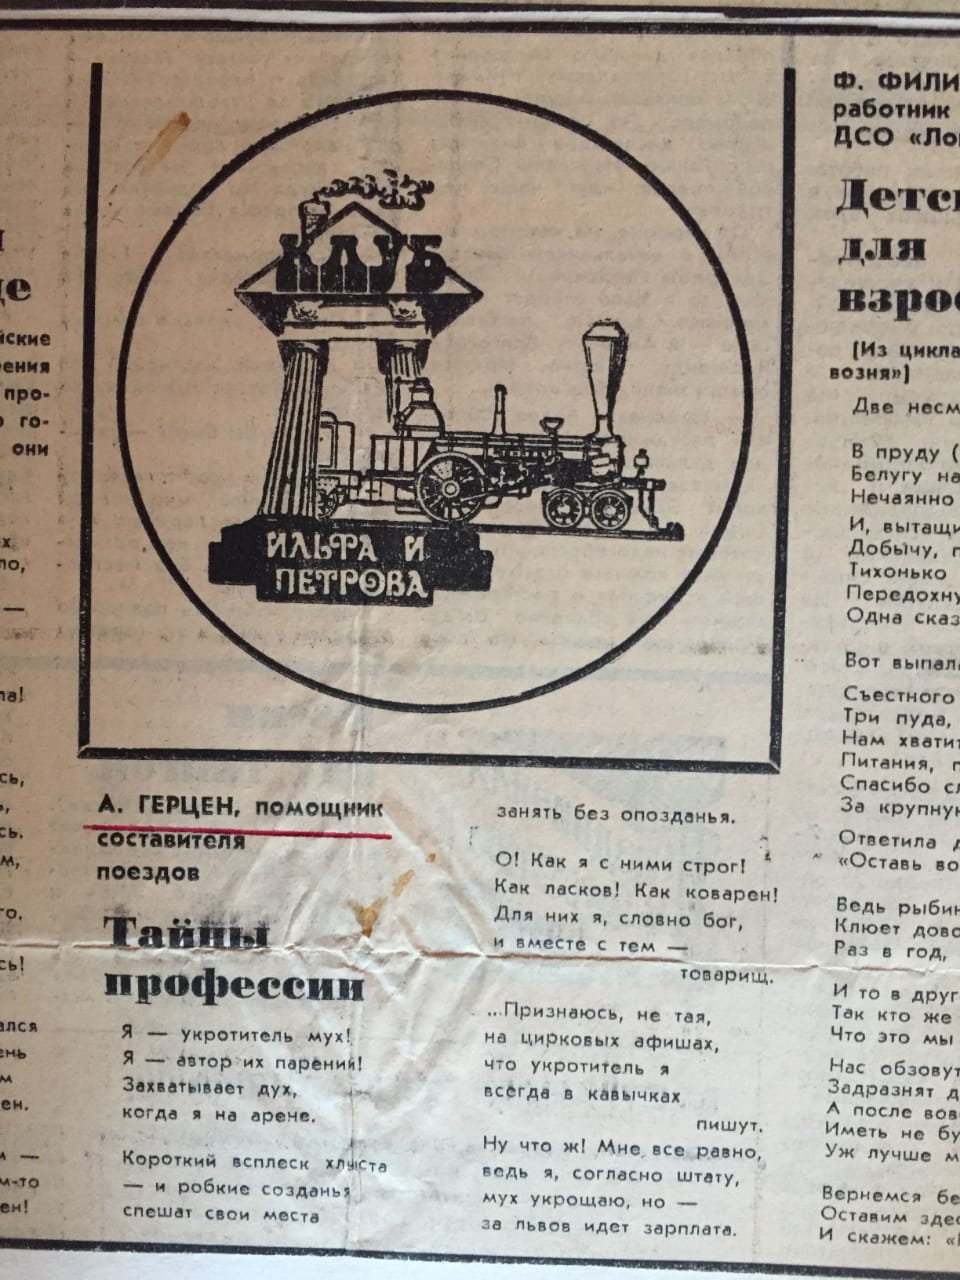 КЛУБ
ИЛЬФА И
ПЕТРОВА
А. ГЕРЦЕН, помощник
составителя
поездов
Тайны
профессии
Я — укротитель мух!
Я — автор их парений!
Захватывает дух,
когда я на арене.
Короткий всплеск хлыста
— и робкие созданья
спешат свои места
занять без опозданья.
О! Как я с ними строг!
Как ласков! Как коварен!
Для них я, словно бог,
и вместе с тем —
товарищ.
...Признаюсь, не тая,
на цирковых афишах,
что укротитель я
всегда в кавычках
пишут.
Ну что ж! Мне все равно,
ведь я, согласно штату,
мух укрощаю, но —
за львов идет зарплата.
Ф. ФИЛИ
работник
ДСО «Ло
Детс
для
взро
(Из цикла
возня»)
Две несм
В пруду (
Белугу на
Нечаянно
И, вытащи
Добычу, п
Тихонько
Передохну
Одна сказ
Вот выпала
Съестного
Три пуда,
Нам хватит
Питания, п
Спасибо сл
За крупную
Ответила д
«Оставь во
Ведь рыбин
Клюет дово
Раз в год,
И то в друг
Так кто же
Что это мы
Нас обзовут
Задразнят д
А после вов
Иметь не бу
Уж лучше м
Вернемся бе
Оставим здес
И скажем: «